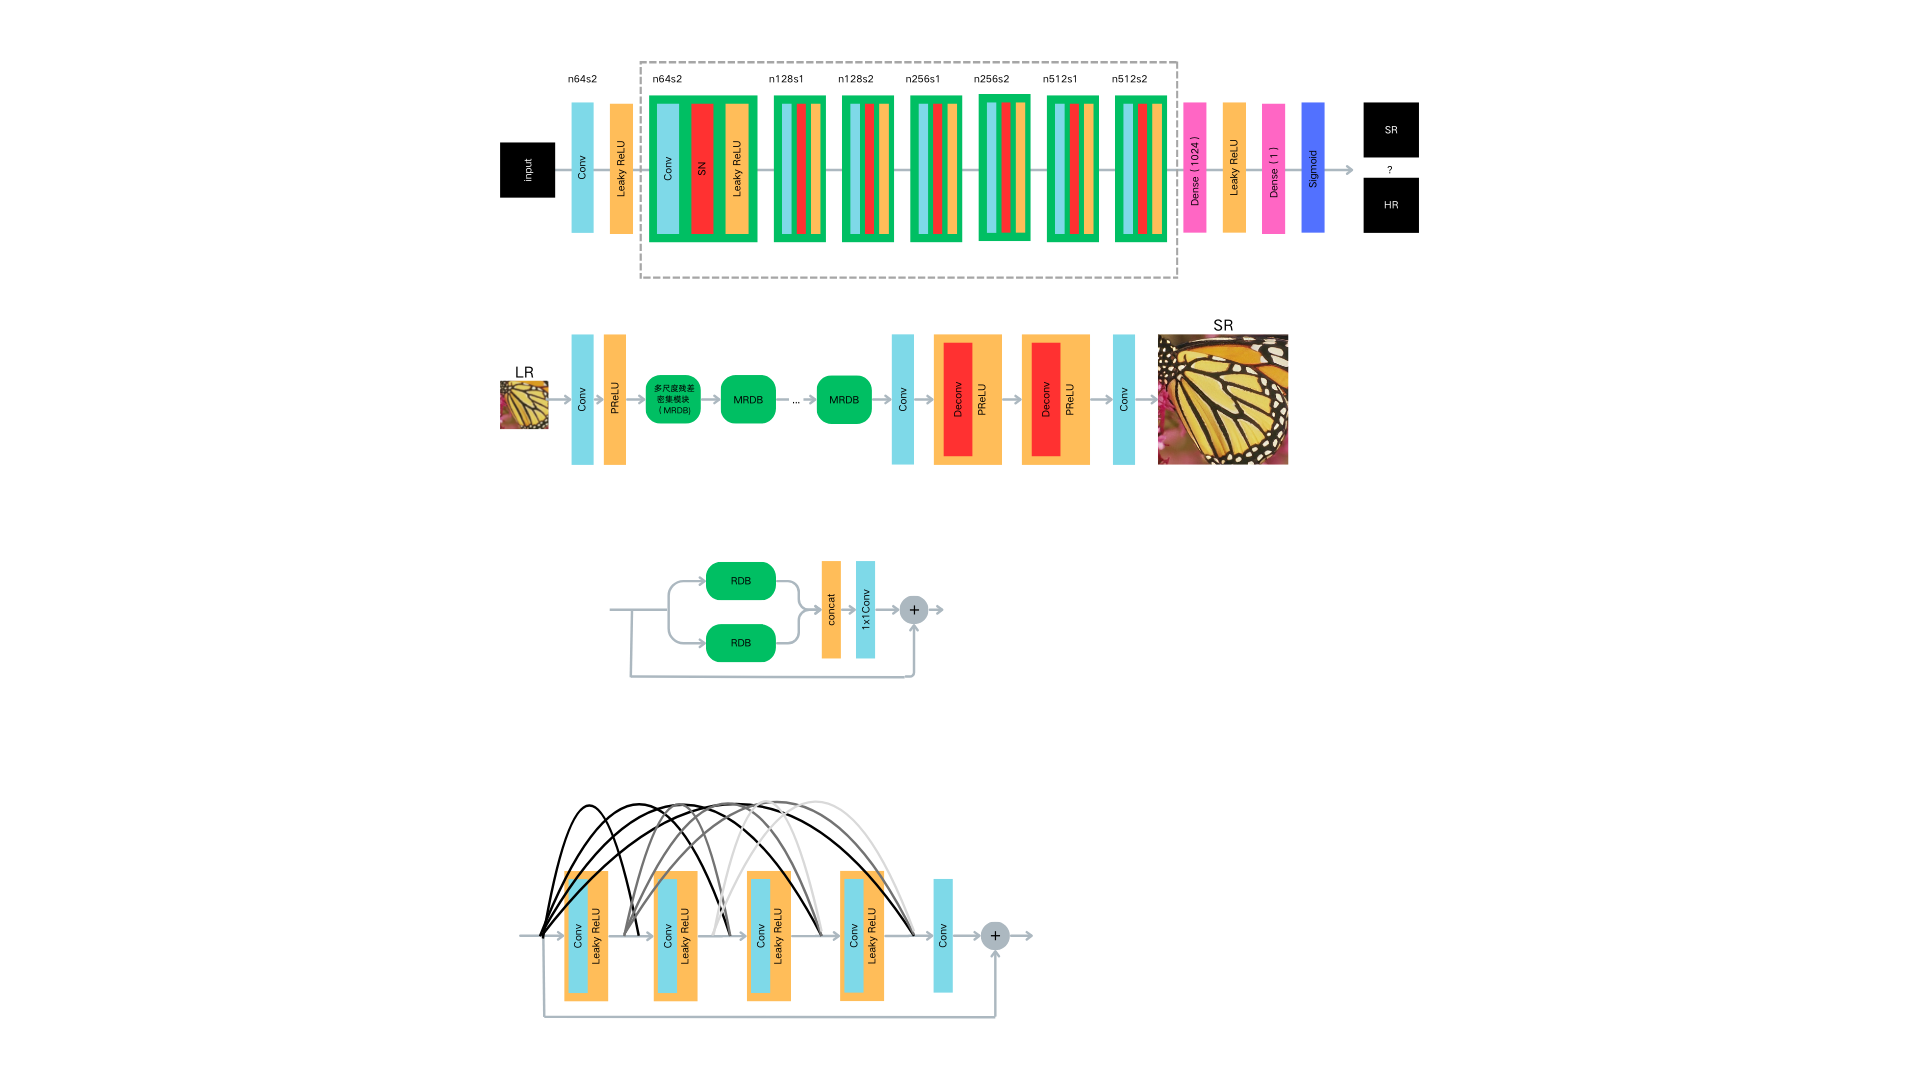 n64s2
n64s2
n128s1
n128s2
n256s1
n256s2
n512s1
n512s2
input
Conv
Leaky ReLU
Conv
SN
Leaky ReLU
Dense（1024）
Leaky ReLU
Dense（1）
Sigmoid
SR
?
HR
LR
Conv
PReLU
多尺度残差
密集模块
（MRDB)
MRDB
...
MRDB
Conv
Deconv
PReLU
Deconv
PReLU
Conv
SR
RDB
RDB
concat
1x1Conv
+
Conv
Leaky ReLU
Conv
Leaky ReLU
Conv
Leaky ReLU
Conv
Leaky ReLU
Conv
+